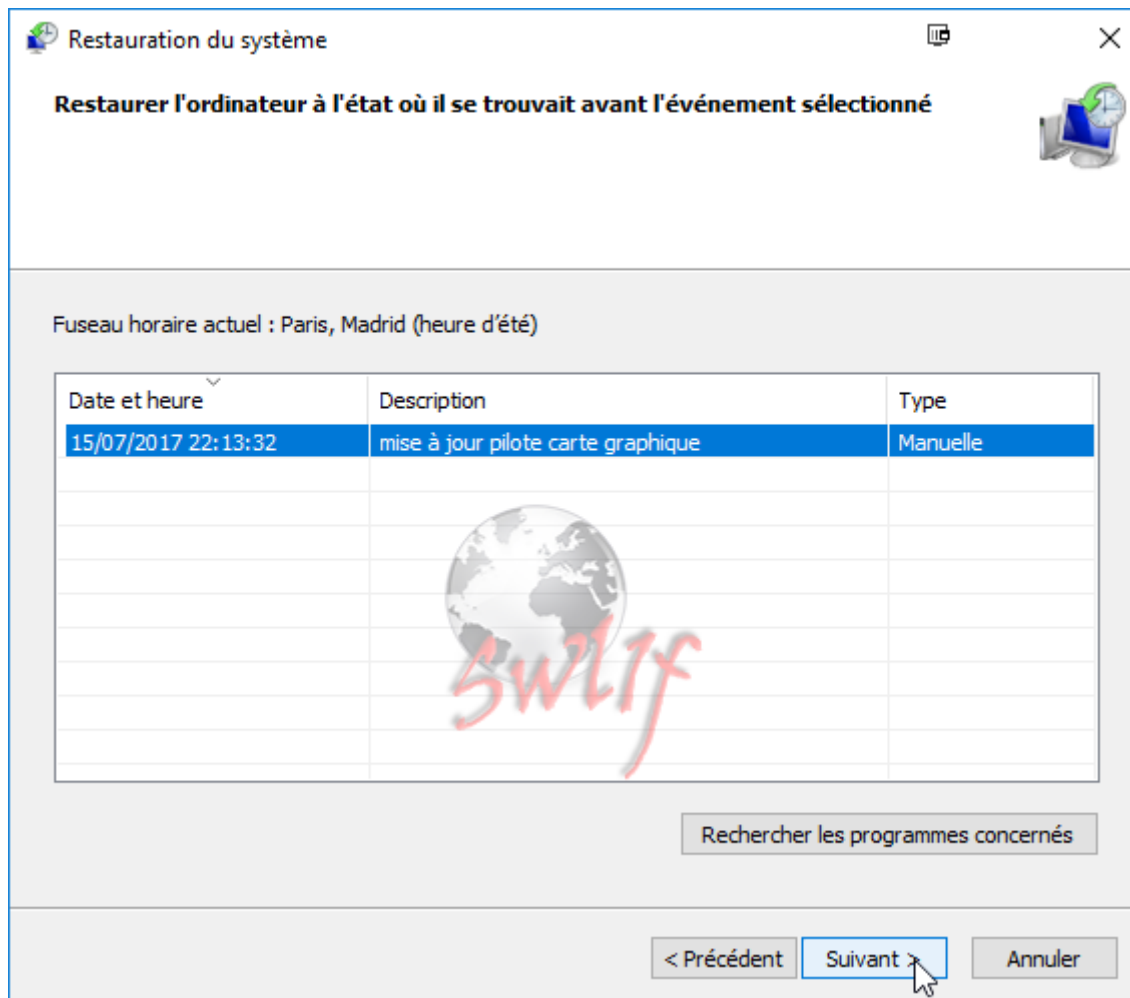 Restauration du système
Restaurer l'ordinateur à l'état où il se trouvait avant l'événement sélectionné
Fuseau horaire actuel : Paris, Madrid (heure d’été)
Date et heure Description Type
15/07/2017 22:13:32 mise à jour pilote carte graphique Manuelle
swl1f
Rechercher les programmes concernés
< Précédent Suivant > Annuler